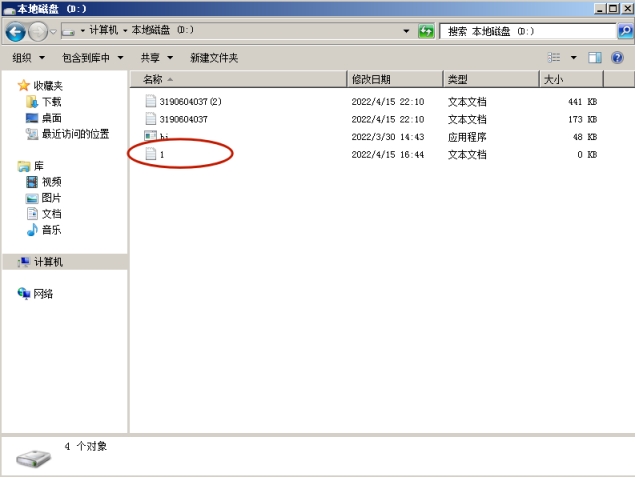 本地磁盘 (D:)
计算机 本地磁盘 (D:)
搜索 本地磁盘 (D:)
组织 包含到库中 共享 新建文件夹
收藏夹
下载
桌面
最近访问的位置
库
视频
图片
文档
音乐
计算机
网络
名称 修改日期 类型 大小
3190604037(2) 2022/4/15 22:10 文本文档 441 KB
3190604037 2022/4/15 22:10 文本文档 173 KB
hi 2022/3/30 14:43 应用程序 48 KB
1 2022/4/15 16:44 文本文档 0 KB
4 个对象